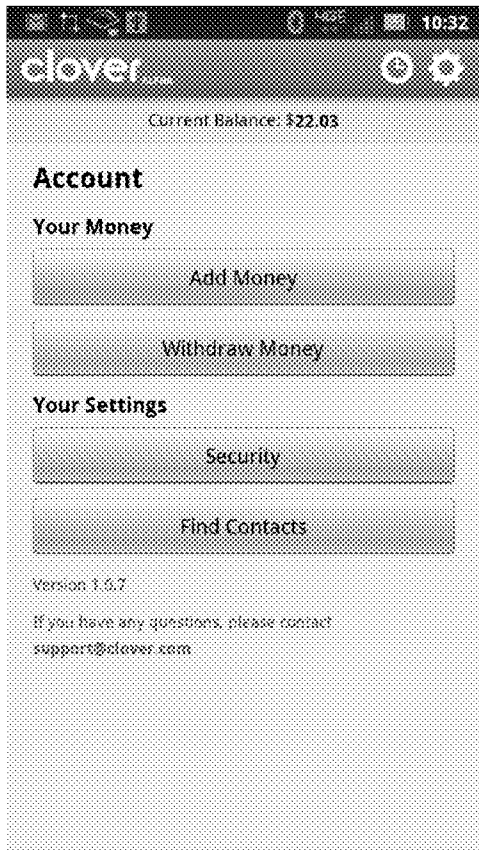 10:32
clover
Current Balance: $22.03
Account
Your Money
Add Money
Withdraw Money
Your Settings
Security
Find Contacts
Version 1.0.7
If you have any questions, please contact
support@clover.com